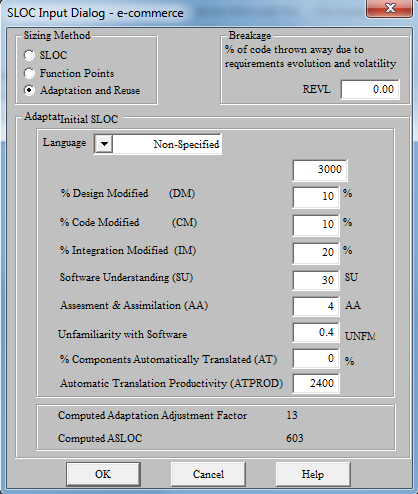 SLOC Input Dialog - e-commerce
Sizing Method
SLOC
Function Points
Adaptation and Reuse
Breakage
% of code thrown away due to
requirements evolution and volatility
REVL 0.00
Adaptat Initial SLOC
Language Non-Specified
3000
% Design Modified (DM) 10 %
% Code Modified (CM) 10 %
% Integration Modified (IM) 20 %
Software Understanding (SU) 30 SU
Assesment & Assimilation (AA) 4 AA
Unfamiliarity with Software 0.4 UNFM
% Components Automatically Translated (AT) 0 %
Automatic Translation Productivity (ATPROD) 2400
Computed Adaptation Adjustment Factor 13
Computed ASLOC 603
OK Cancel Help